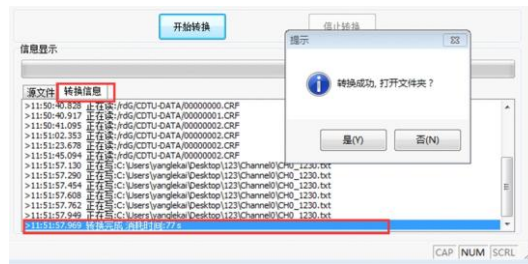 开始转换
停止转换
信息显示
提示
转换成功, 打开文件夹？
是(Y)
否(N)
源文件
转换信息
>11:50:40.828 正在读:/rdG/CDTU-DATA/00000000.CRF
>11:50:40.917 正在读:/rdG/CDTU-DATA/00000001.CRF
>11:50:41.095 正在读:/rdG/CDTU-DATA/00000002.CRF
>11:51:02.353 正在读:/rdG/CDTU-DATA/00000002.CRF
>11:51:23.678 正在读:/rdG/CDTU-DATA/00000002.CRF
>11:51:45.094 正在读:/rdG/CDTU-DATA/00000002.CRF
>11:51:57.130 正在写:C:\Users\yanglekai\Desktop\123\Channel0\CH0_1230.txt
>11:51:57.290 正在写:C:\Users\yanglekai\Desktop\123\Channel0\CH0_1230.txt
>11:51:57.454 正在写:C:\Users\yanglekai\Desktop\123\Channel0\CH0_1230.txt
>11:51:57.608 正在写:C:\Users\yanglekai\Desktop\123\Channel0\CH0_1230.txt
>11:51:57.762 正在写:C:\Users\yanglekai\Desktop\123\Channel0\CH0_1230.txt
>11:51:57.949 正在写:C:\Users\yanglekai\Desktop\123\Channel0\CH0_1230.txt
>11:51:57.969 转换完成,消耗时间:77 s
CAP NUM SCRL